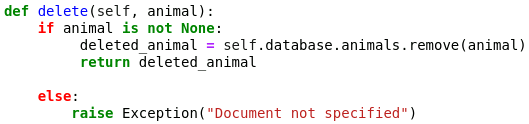 def delete(self, animal):
    if animal is not None:
         deleted_animal = self.database.animals.remove(animal)
         return deleted_animal

    else:
        raise Exception("Document not specified")